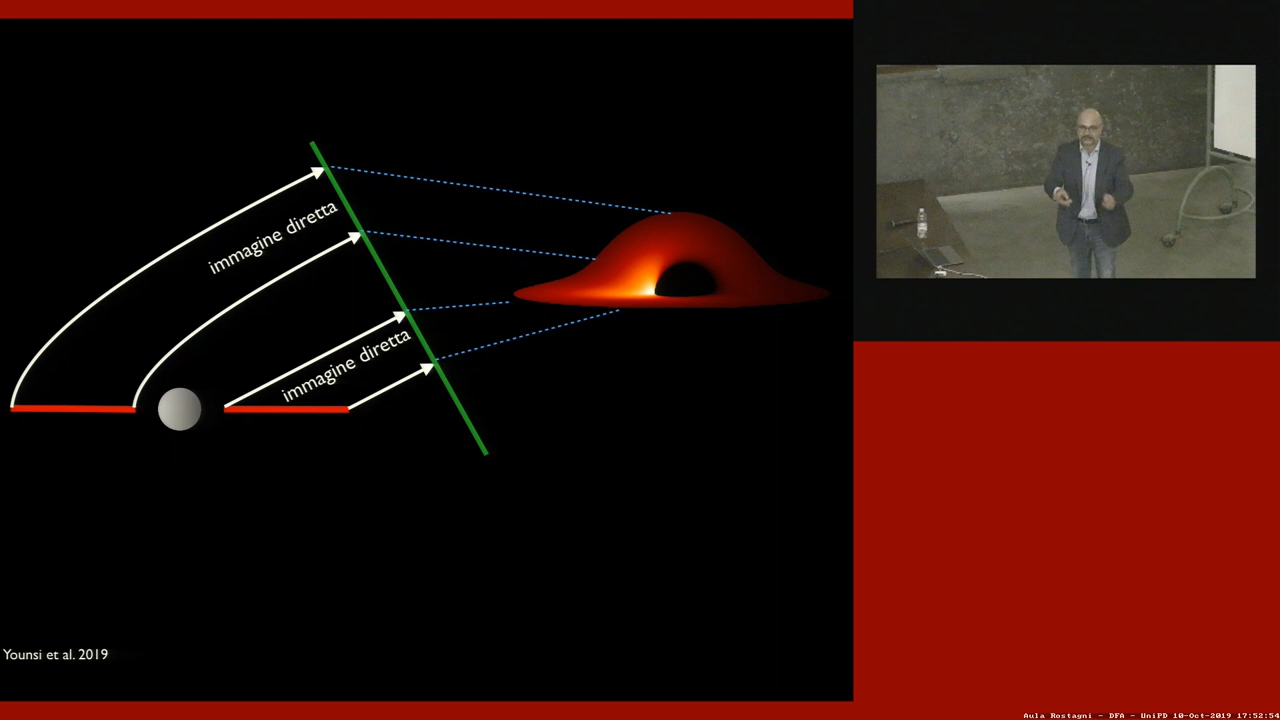 immagine diretta
immagine diretta
Younsi et al. 2019
Aula Rostagni - DFA - UniPD 10-Oct-2019 17:52:54